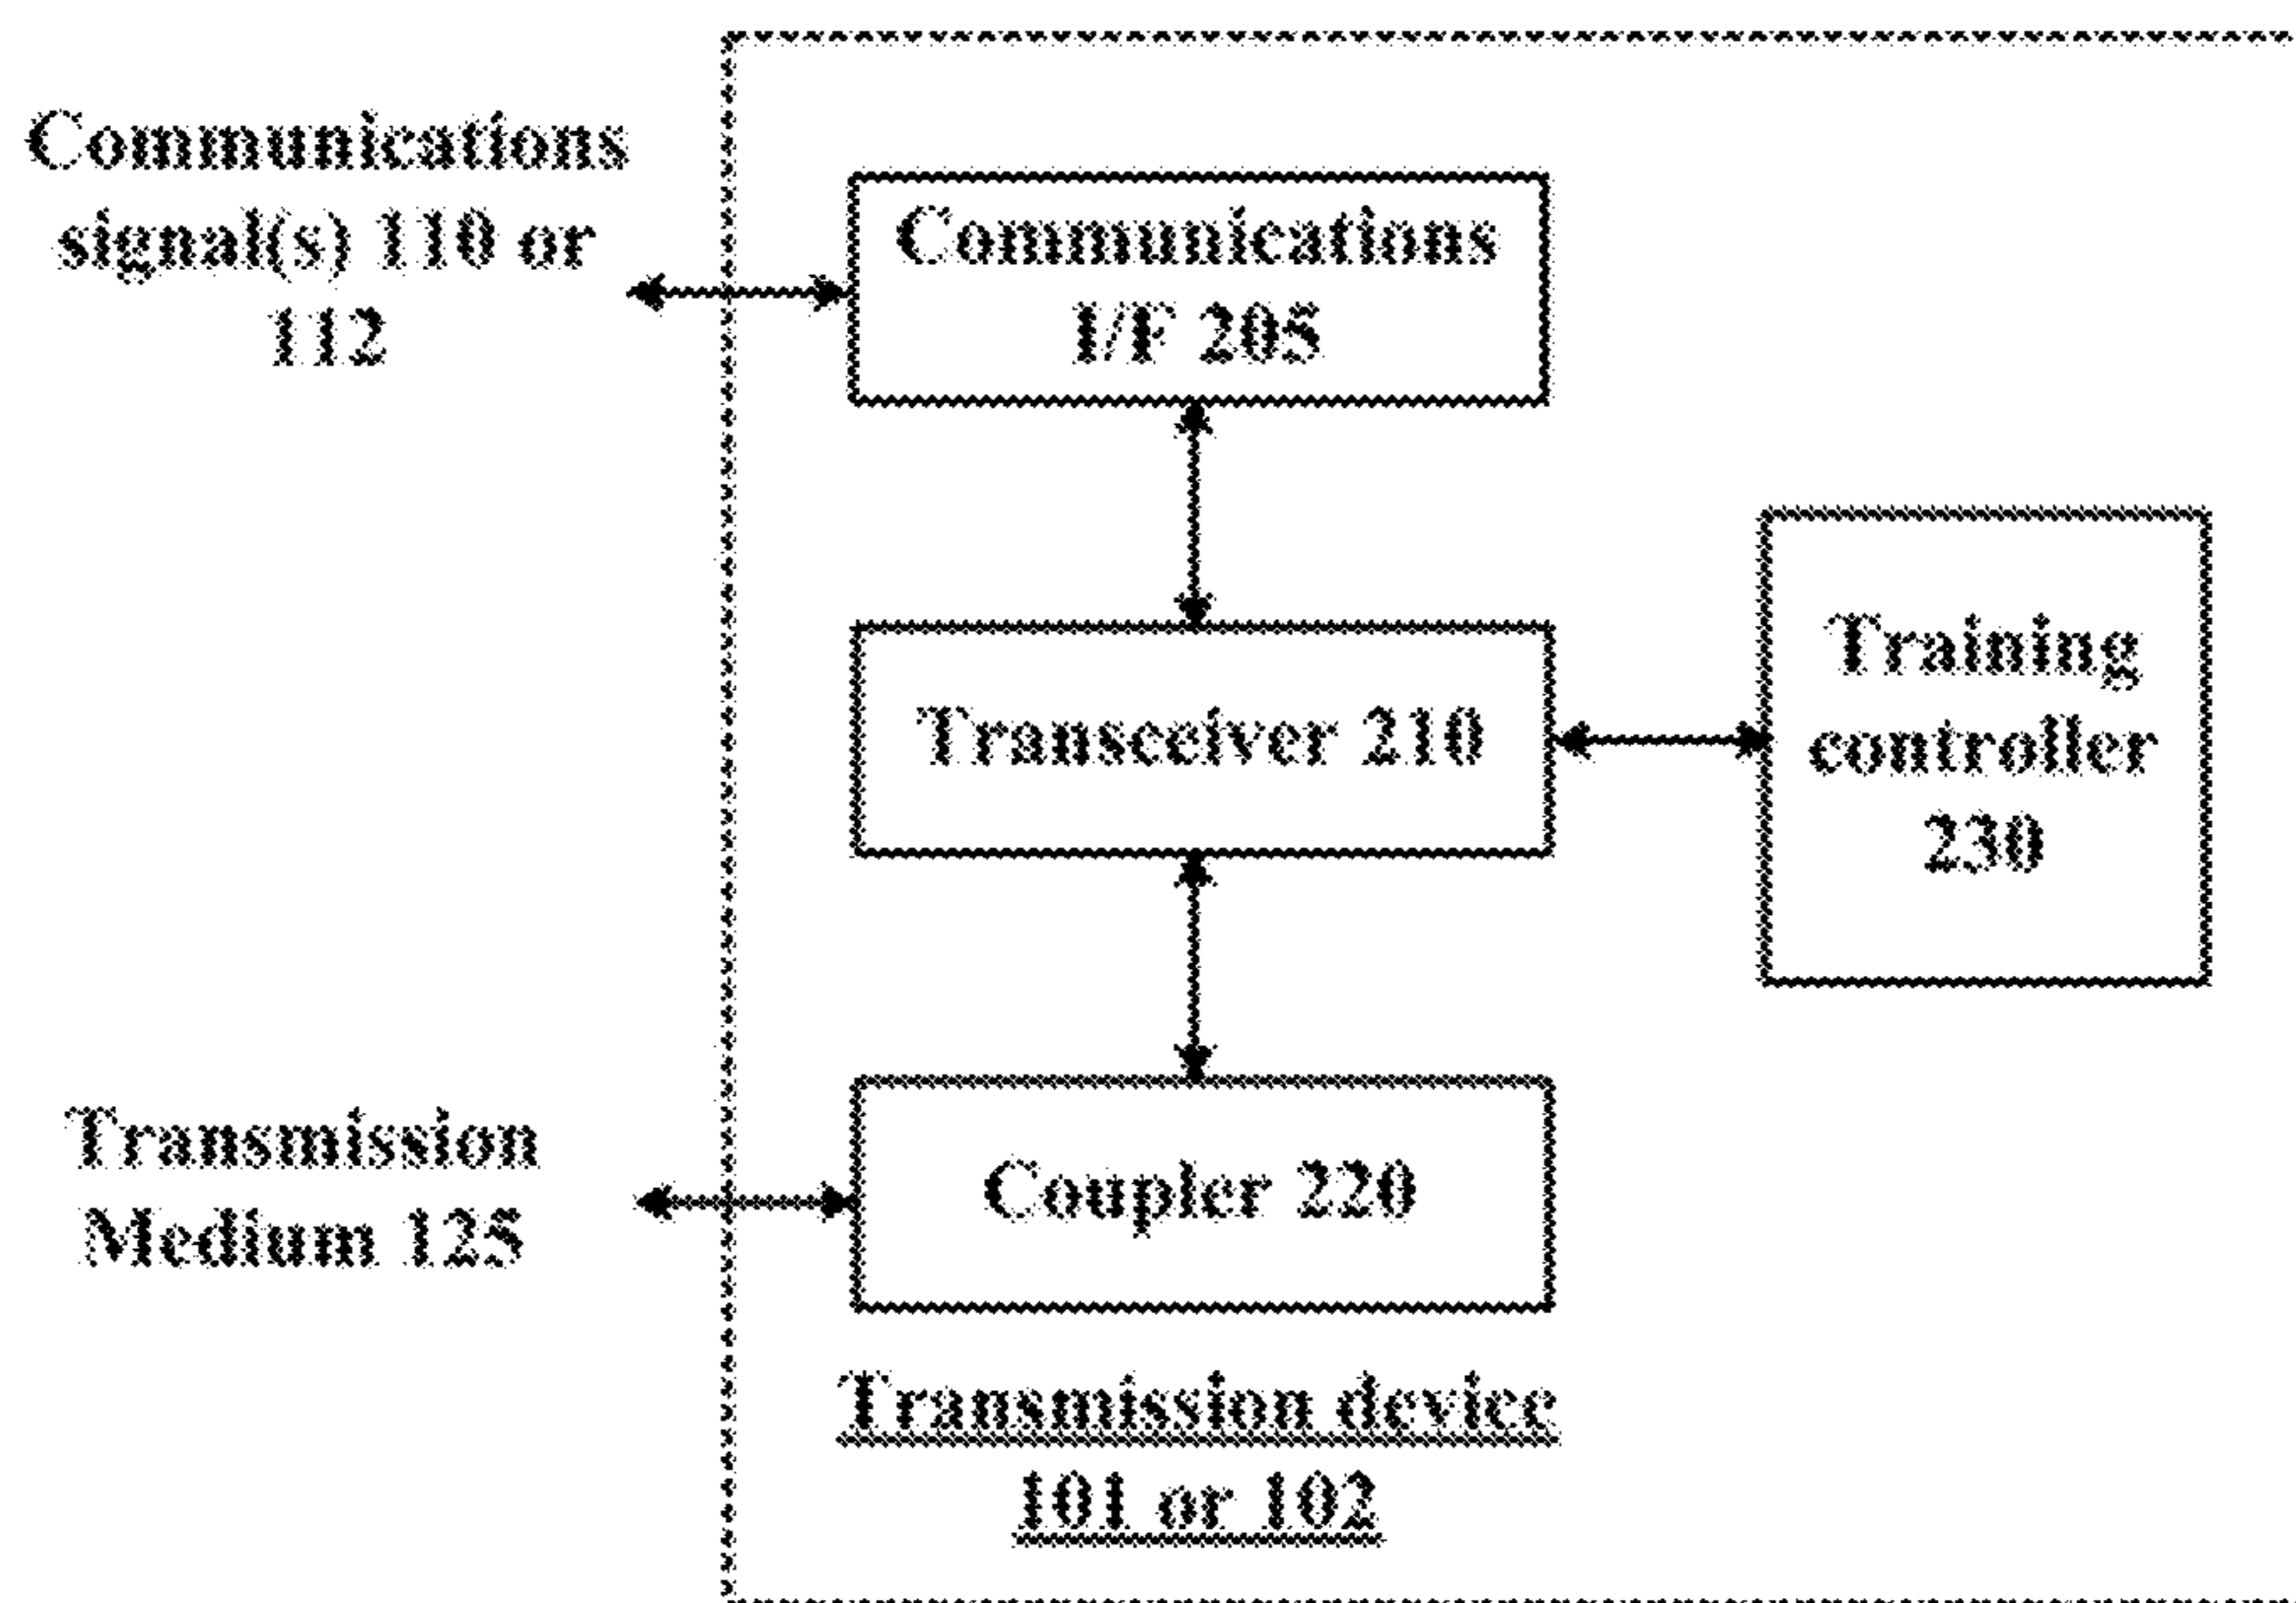 Communications
signal(s) 110 or
112
Communications
I/F 205
Transceiver 210
Training
controller
230
Transmission
Medium 125
Coupler 220
Transmission device
101 or 102